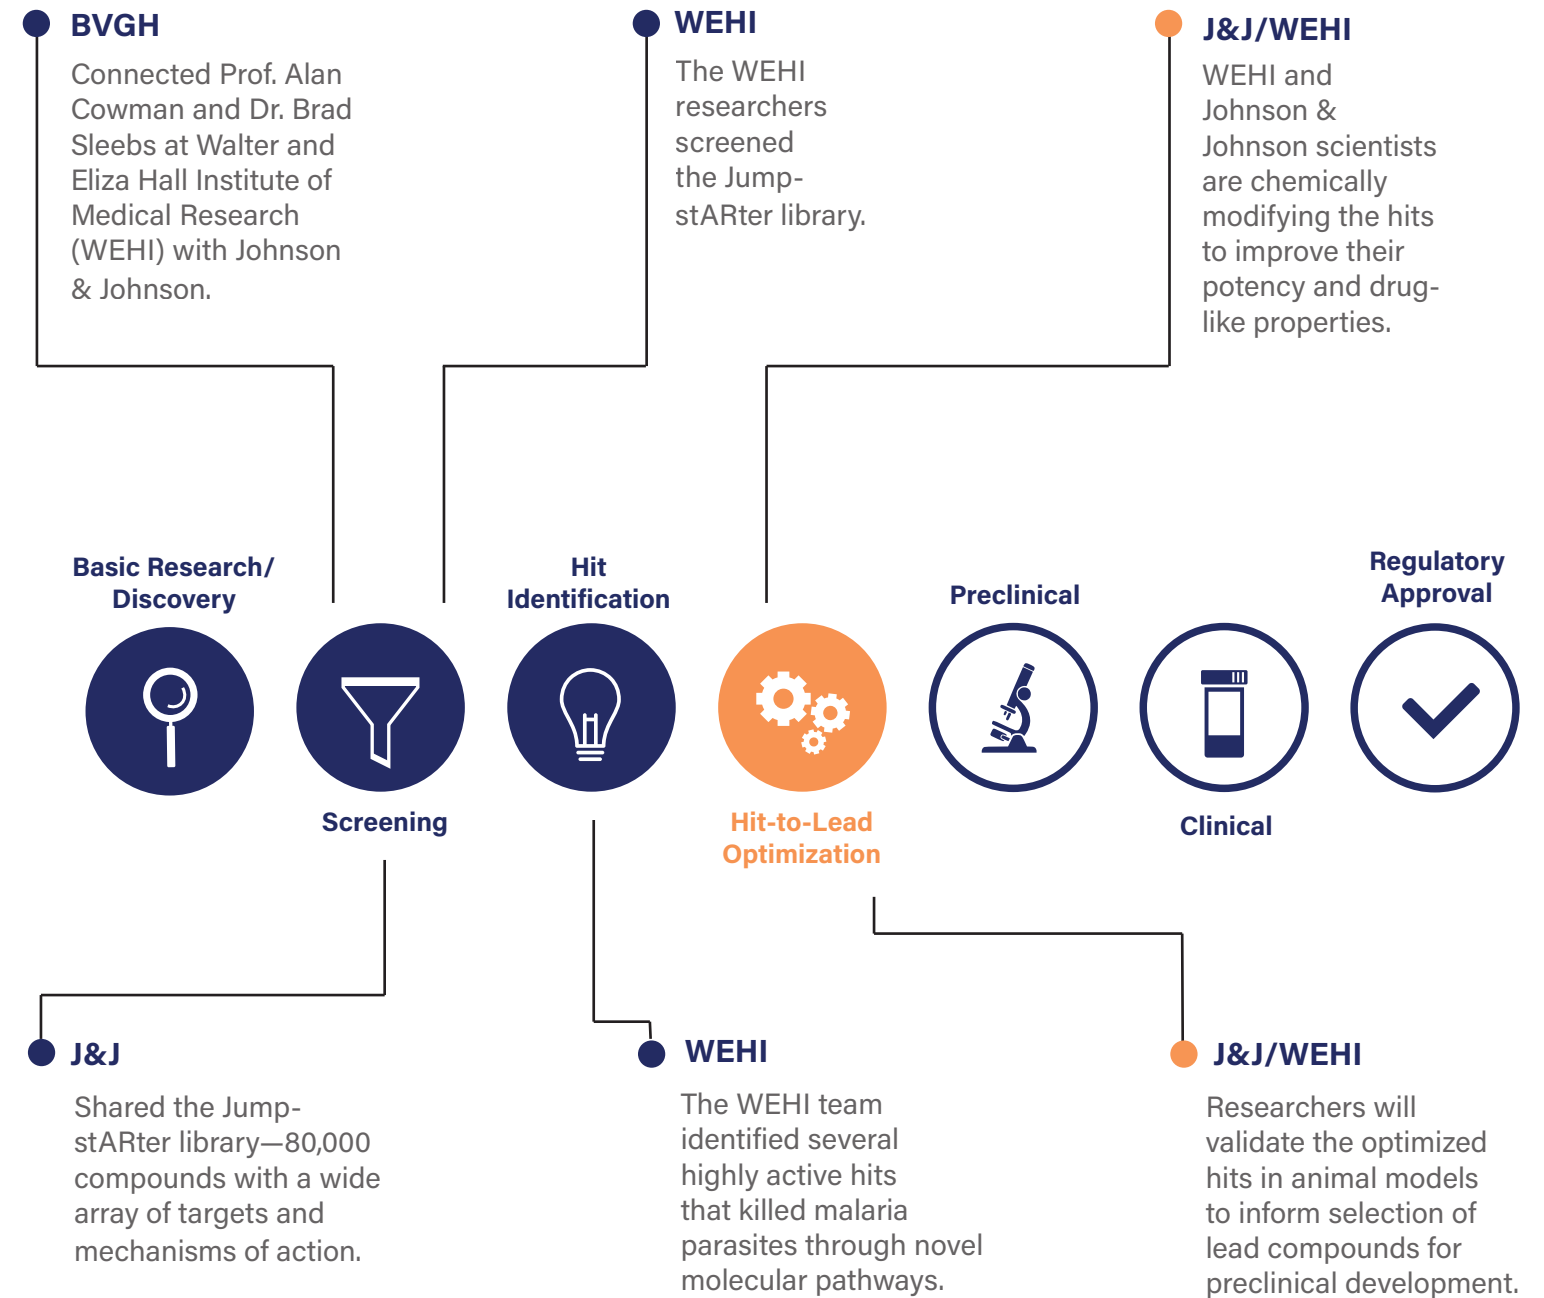 BVGH
Connected Prof. Alan
Cowman and Dr. Brad
Sleebs at Walter and
Eliza Hall Institute of
Medical Research
(WEHI) with Johnson
& Johnson.
WEHI
The WEHI
researchers
screened
the Jump-
stARter library.
J&J/WEHI
WEHI and
Johnson &
Johnson scientists
are chemically
modifying the hits
to improve their
potency and drug-
like properties.
Basic Research/
Discovery
Screening
Hit
Identification
Hit-to-Lead
Optimization
Preclinical
Clinical
Regulatory
Approval
J&J
Shared the Jump-
stARter library—80,000
compounds with a wide
array of targets and
mechanisms of action.
WEHI
The WEHI team
identified several
highly active hits
that killed malaria
parasites through novel
molecular pathways.
J&J/WEHI
Researchers will
validate the optimized
hits in animal models
to inform selection of
lead compounds for
preclinical development.